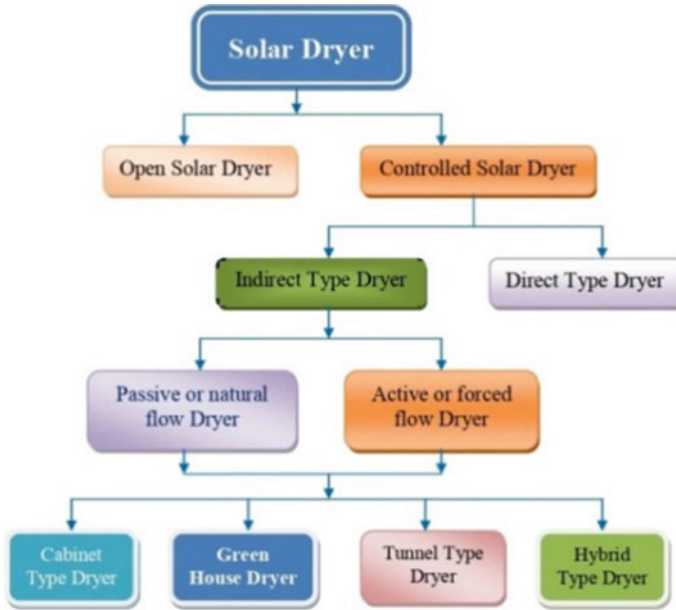 Solar Dryer
Open Solar Dryer
Controlled Solar Dryer
Indirect Type Dryer
Direct Type Dryer
Passive or natural
flow Dryer
Active or forced
flow Dryer
Cabinet
Type Dryer
Green
House Dryer
Tunnel Type
Dryer
Hybrid
Type Dryer